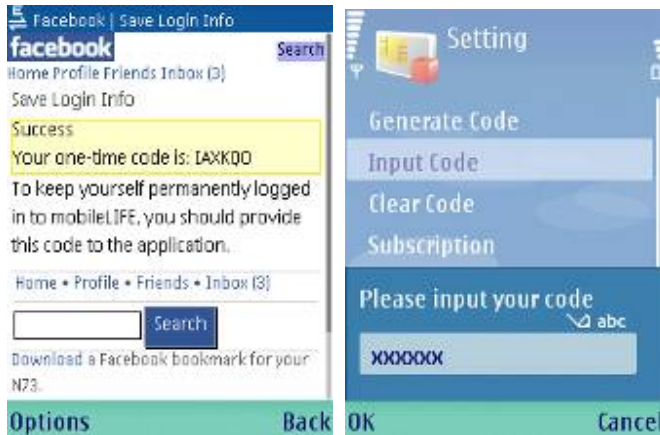 Facebook | Save Login Info
facebook
Search
Home Profile Friends Inbox (3)
Save Login Info
Success
Your one-time code is: IAXKQO
To keep yourself permanently logged
in to mobileLIFE, you should provide
this code to the application.
Home • Profile • Friends • Inbox (3)
Search
Download a Facebook bookmark for your
N73.
Options Back
Setting
Generate Code
Input Code
Clear Code
Subscription
Please input your code
abc
xxxxxx
OK Cancel